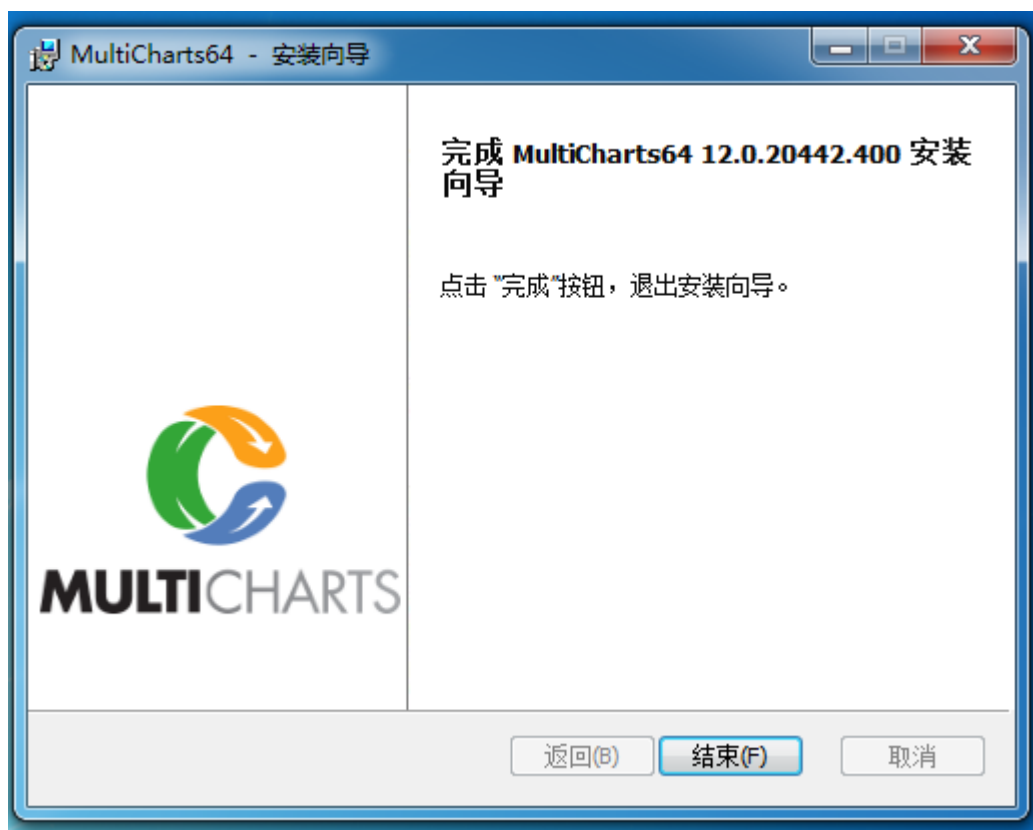 MultiCharts64 - 安装向导
完成 MultiCharts64 12.0.20442.400 安装
向导
点击 "完成"按钮，退出安装向导。
MULTICHARTS
返回(B)
结束(F)
取消